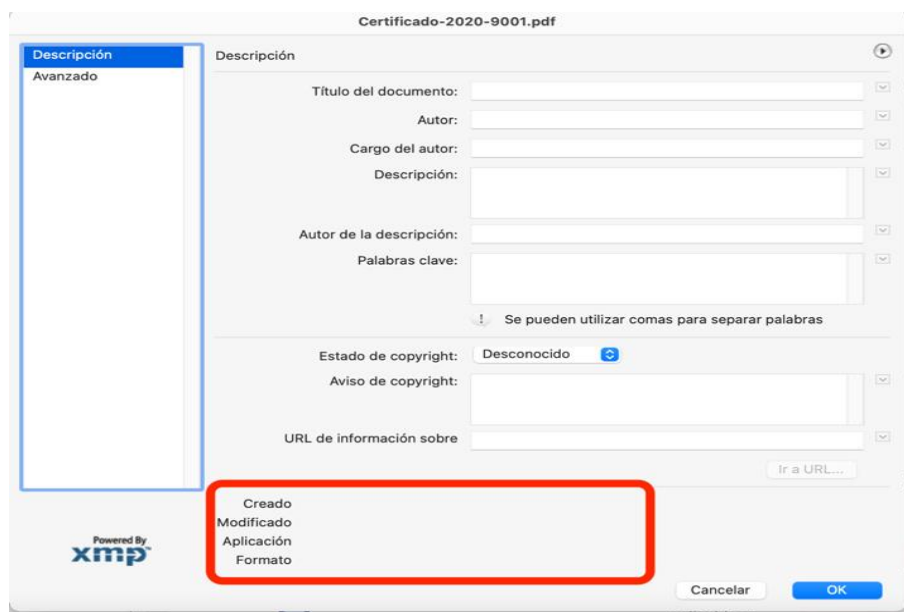 Certificado-2020-9001.pdf
Descripción
Avanzado
Descripción
Título del documento:
Autor:
Cargo del autor:
Descripción:
Autor de la descripción:
Palabras clave:
! Se pueden utilizar comas para separar palabras
Estado de copyright: Desconocido
Aviso de copyright:
URL de información sobre
Ir a URL...
Creado
Modificado
Aplicación
Formato
Powered By
xmp
Cancelar OK